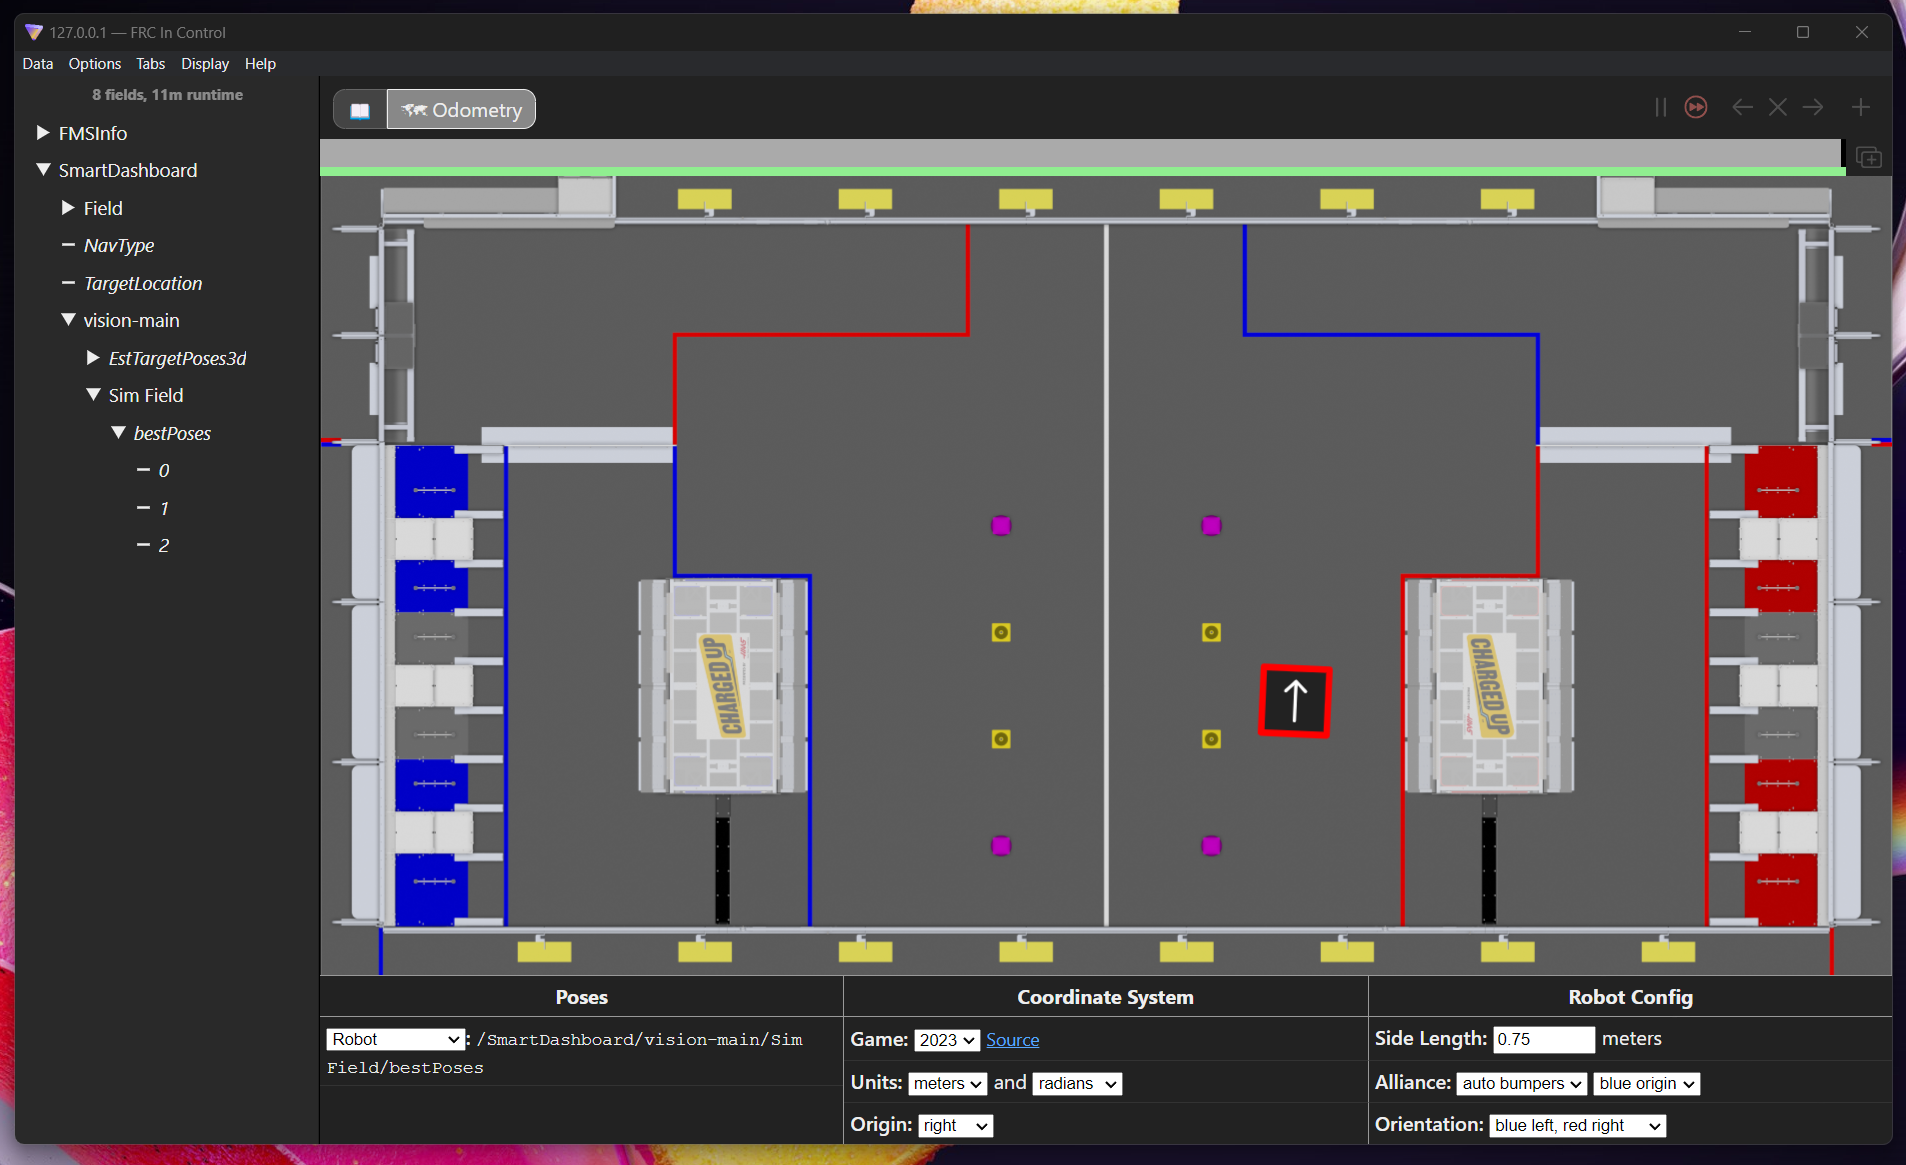 127.0.0.1 — FRC In Control
Data Options Tabs Display Help
8 fields, 11m runtime
FMSInfo
SmartDashboard
Field
NavType
TargetLocation
vision-main
EstTargetPoses3d
Sim Field
bestPoses
0
1
2
Odometry
CHARGED UP
CHARGED UP
Poses
Robot : /SmartDashboard/vision-main/Sim
Field/bestPoses
Coordinate System
Game: 2023 Source
Units: meters and radians
Origin: right
Robot Config
Side Length: 0.75 meters
Alliance: auto bumpers blue origin
Orientation: blue left, red right